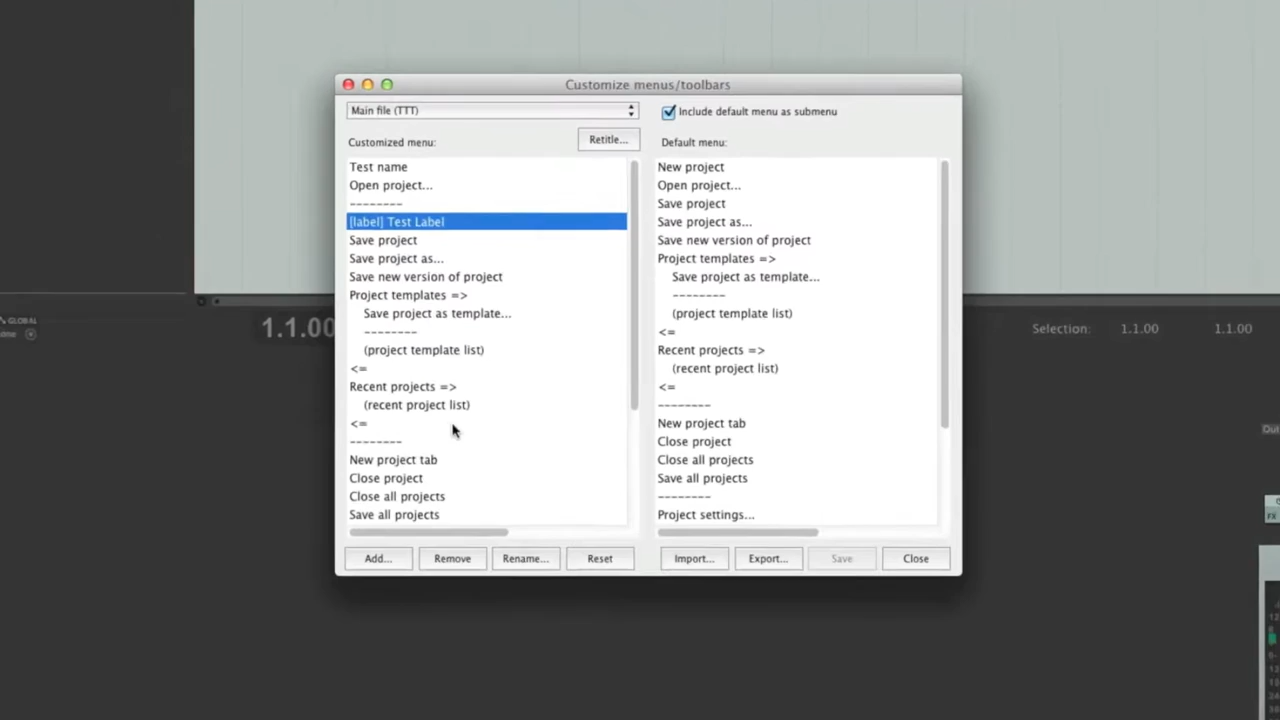 Customize menus/toolbars
Main file (TTT)
Include default menu as submenu
Customized menu:
Retitle...
Default menu:
Test name
Open project...
--------
[label] Test Label
Save project
Save project as...
Save new version of project
Project templates =>
Save project as template...
--------
(project template list)
<=
Recent projects =>
(recent project list)
<=
--------
New project tab
Close project
Close all projects
Save all projects
New project
Open project...
Save project
Save project as...
Save new version of project
Project templates =>
Save project as template...
--------
(project template list)
<=
Recent projects =>
(recent project list)
<=
--------
New project tab
Close project
Close all projects
Save all projects
--------
Project settings...
Add...
Remove
Rename...
Reset
Import...
Export...
Save
Close
GLOBAL
1.1.00
Selection:
1.1.00
1.1.00
FX